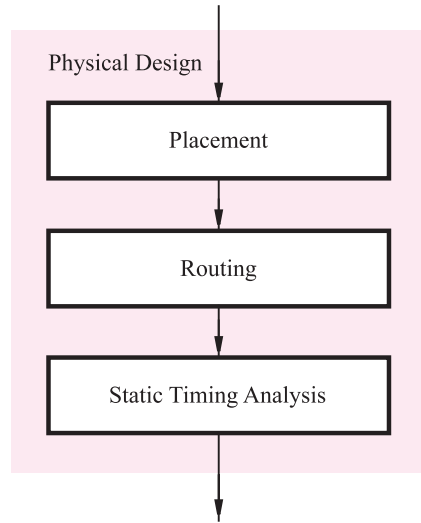 Physical Design
Placement
Routing
Static Timing Analysis